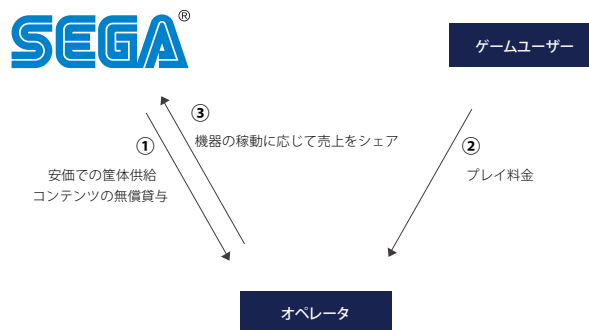 SEGA®
ゲームユーザー
③
機器の稼動に応じて売上をシェア
①
安価での筐体供給
コンテンツの無償貸与
②
プレイ料金
オペレータ